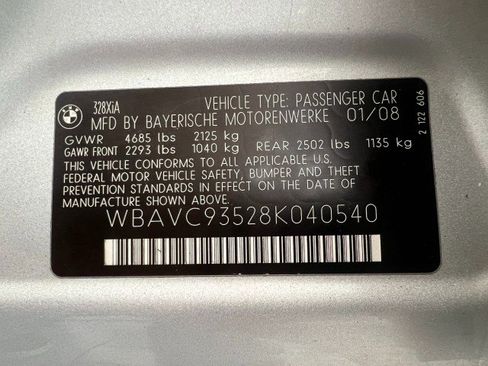 BMW
328XiA
VEHICLE TYPE: PASSENGER CAR
MFD BY BAYERISCHE MOTORENWERKE 01/08
GVWR 4685 lbs 2125 kg
GAWR FRONT 2293 lbs 1040 kg REAR 2502 lbs 1135 kg
THIS VEHICLE CONFORMS TO ALL APPLICABLE U.S.
FEDERAL MOTOR VEHICLE SAFETY, BUMPER, AND
THEFT PREVENTION STANDARDS IN EFFECT ON THE DATE
OF MANUFACTURE SHOWN ABOVE.
WBAVC93528K040540
2 122 606